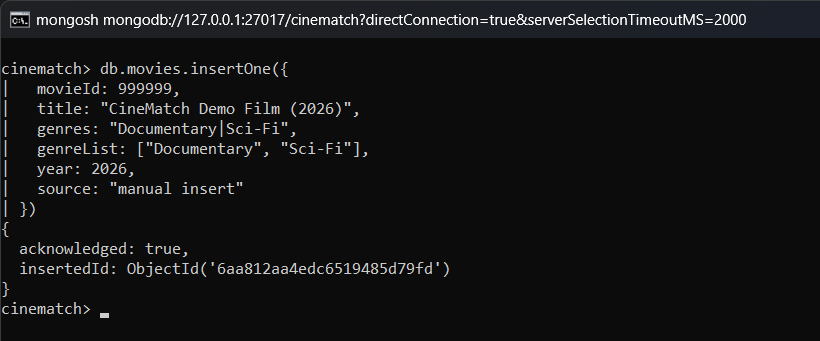 mongosh mongodb://127.0.0.1:27017/cinematch?directConnection=true&serverSelectionTimeoutMS=2000
cinematch> db.movies.insertOne({
|   movieId: 999999,
|   title: "CineMatch Demo Film (2026)",
|   genres: "Documentary|Sci-Fi",
|   genreList: ["Documentary", "Sci-Fi"],
|   year: 2026,
|   source: "manual insert"
| })
{
  acknowledged: true,
  insertedId: ObjectId('6aa812aa4edc6519485d79fd')
}
cinematch>